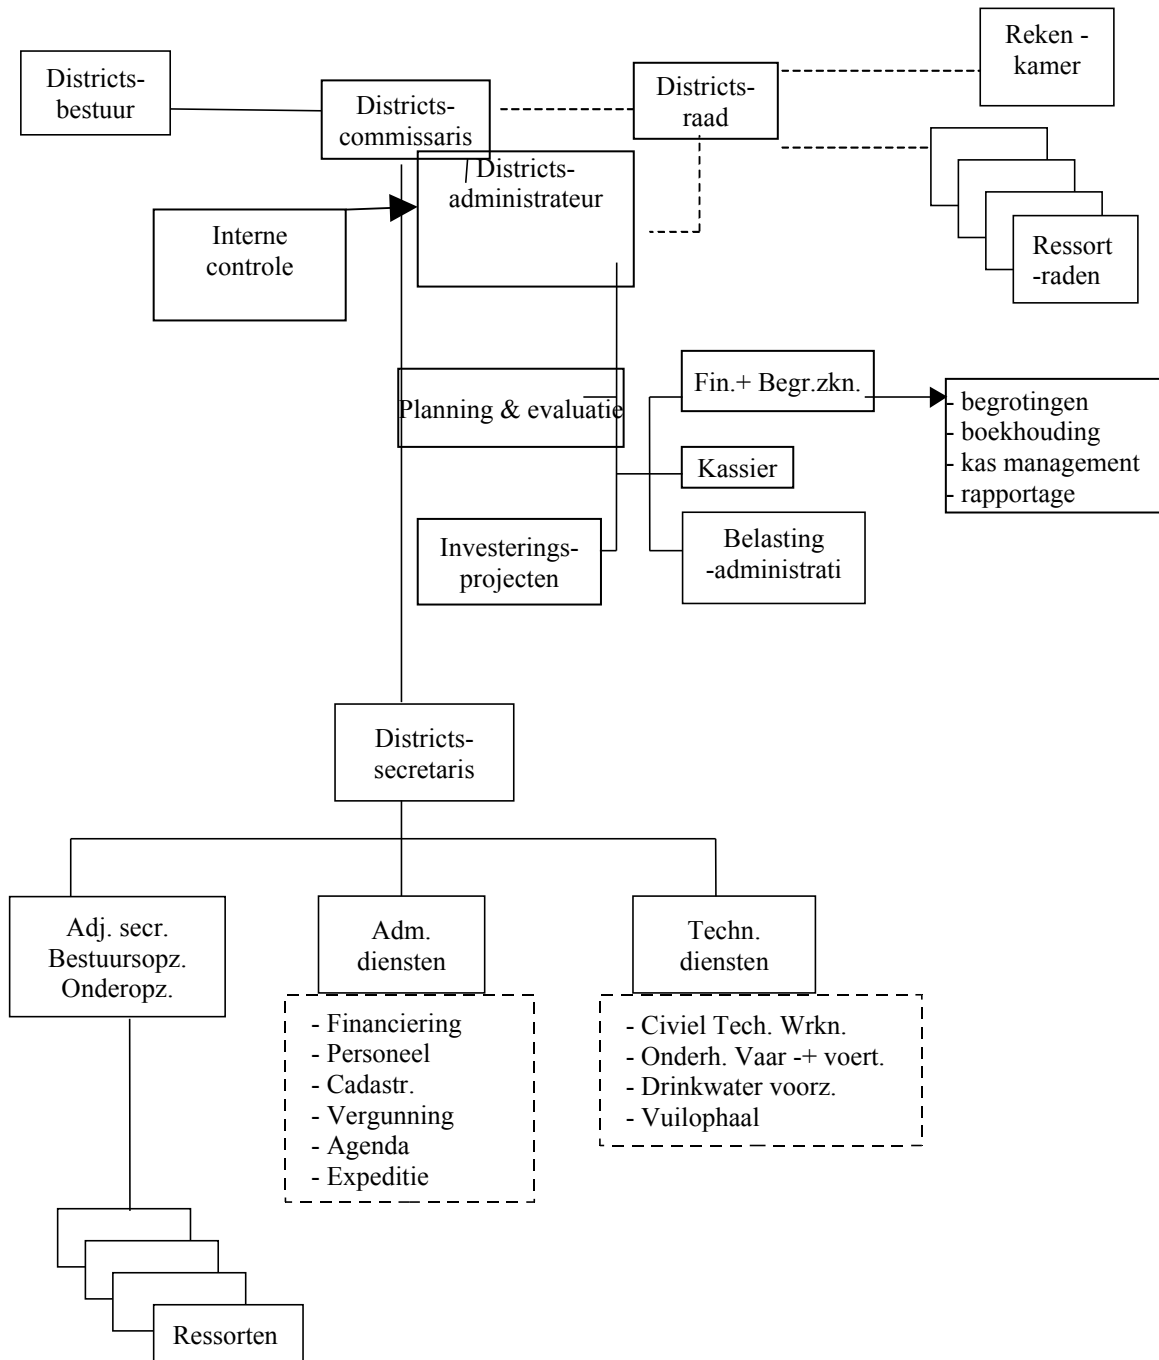 Reken -
kamer
Districts-
bestuur
Districts-
commissaris
Districts-
raad
Districts-
administrateur
Interne
controle
Ressort
-raden
Planning & evaluatie
Fin.+ Begr.zkn.
- begrotingen
- boekhouding
- kas management
- rapportage
Kassier
Investerings-
projecten
Belasting
-administrati
Districts-
secretaris
Adj. secr.
Bestuursopz.
Onderopz.
Adm.
diensten
Techn.
diensten
- Financiering
- Personeel
- Cadastr.
- Vergunning
- Agenda
- Expeditie
- Civiel Tech. Wrkn.
- Onderh. Vaar -+ voert.
- Drinkwater voorz.
- Vuilophaal
Ressorten